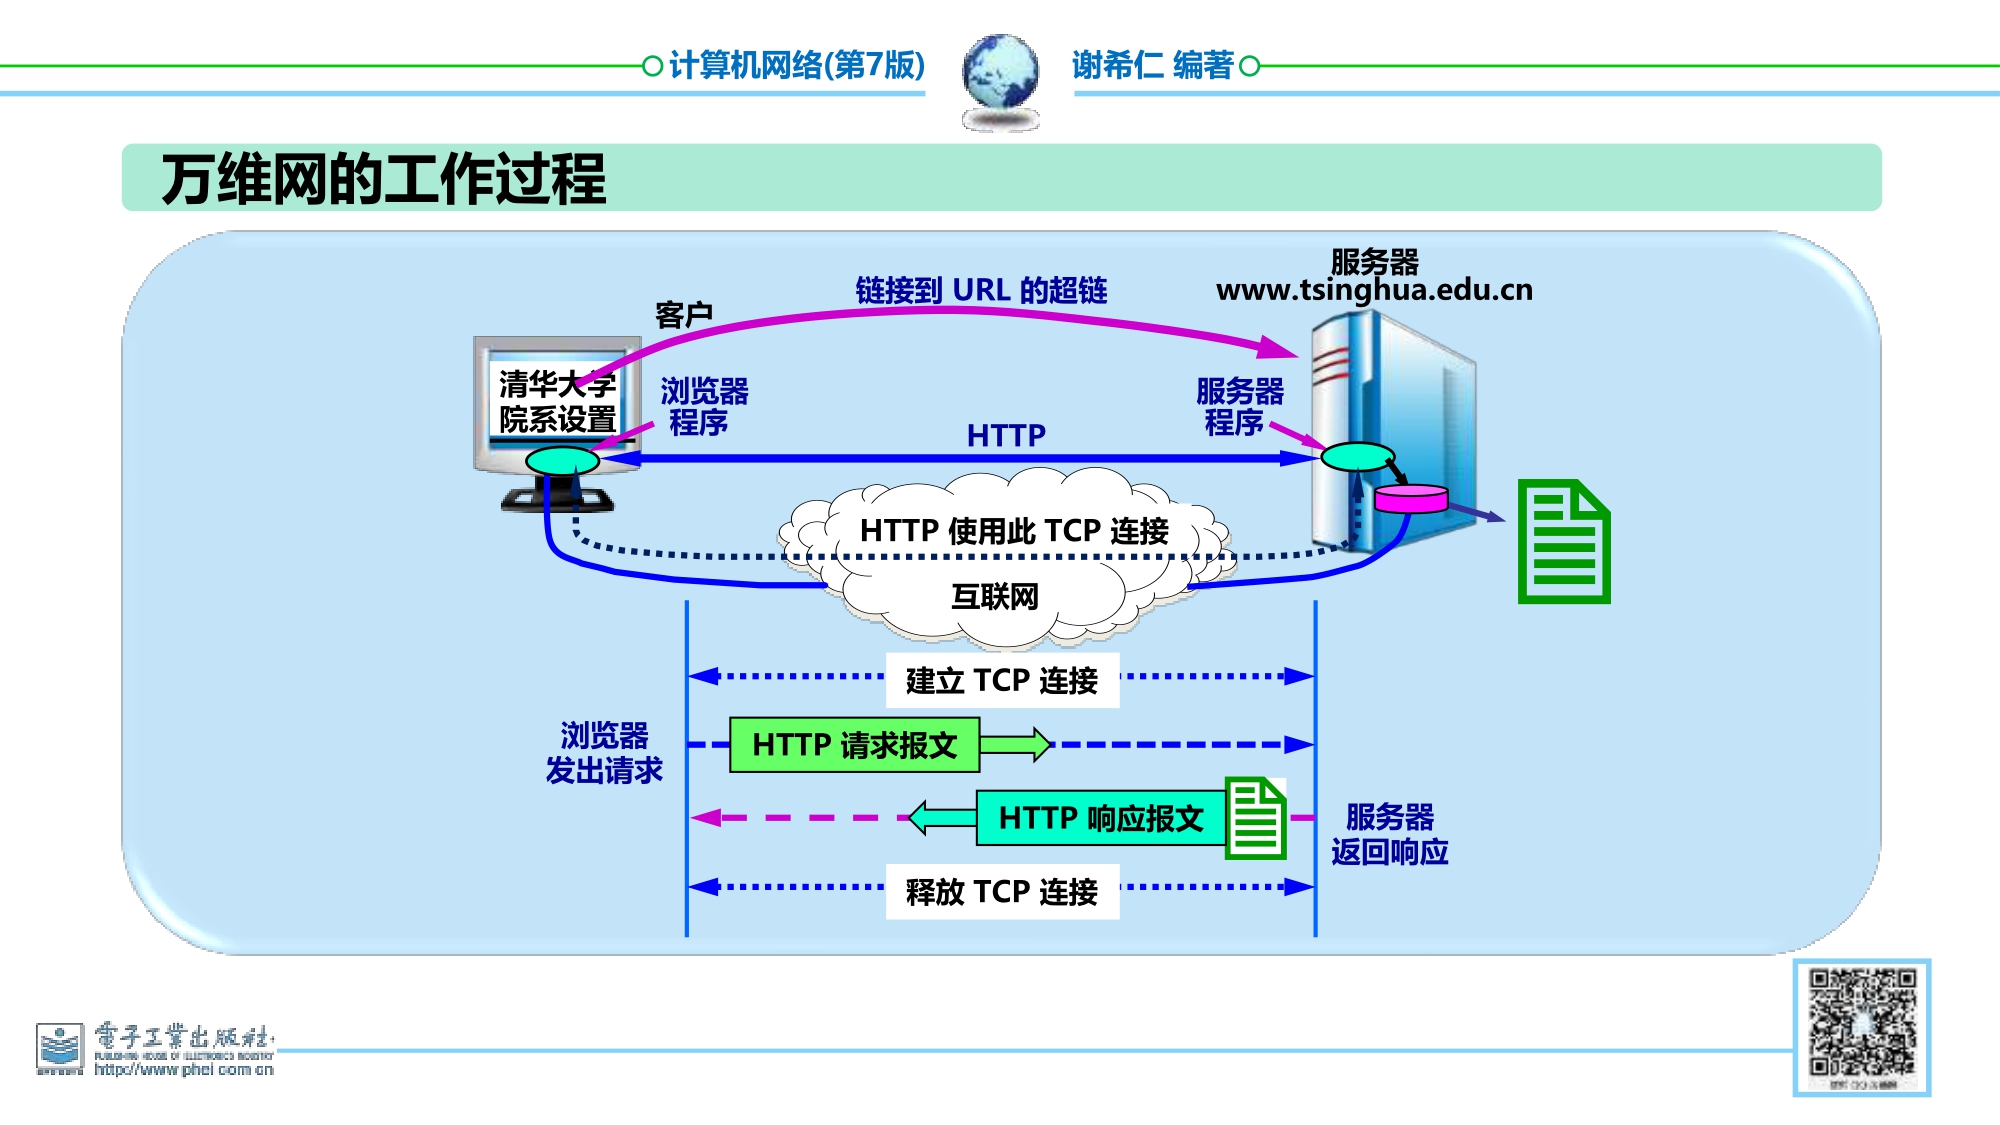 计算机网络(第7版)
谢希仁 编著
万维网的工作过程
服务器
www.tsinghua.edu.cn
链接到 URL 的超链
客户
清华大学
院系设置
浏览器
程序
服务器
程序
HTTP
HTTP 使用此 TCP 连接
互联网
建立 TCP 连接
浏览器
发出请求
HTTP 请求报文
HTTP 响应报文
服务器
返回响应
释放 TCP 连接
電子工業出版社
PUBLISHING HOUSE OF ELECTRONICS INDUSTRY
http://www.phei.com.cn